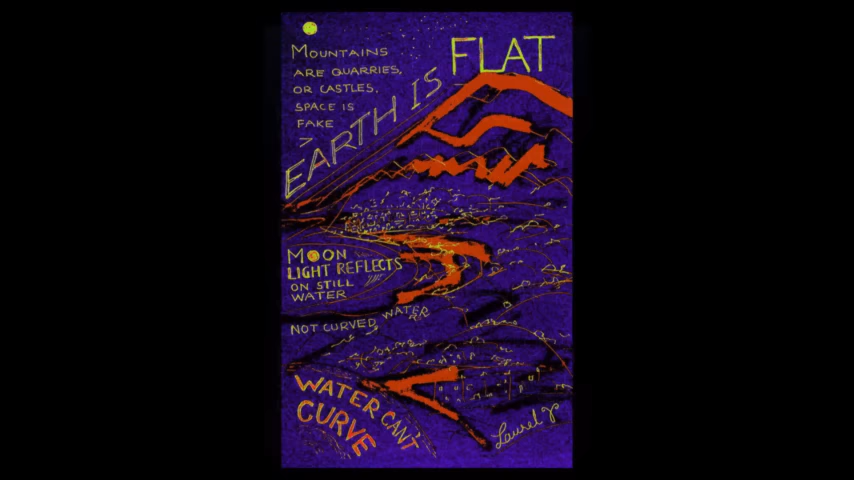 MOUNTAINS
ARE QUARRIES,
OR CASTLES.
SPACE IS
FAKE
>
EARTH IS FLAT
MOON
LIGHT REFLECTS
ON STILL
WATER
NOT CURVED WATER
WATER CAN'T
CURVE
Laurel